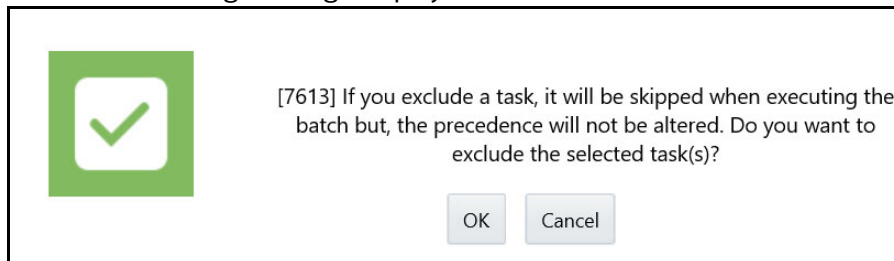 [7613] If you exclude a task, it will be skipped when executing the
batch but, the precedence will not be altered. Do you want to
exclude the selected task(s)?
OK Cancel